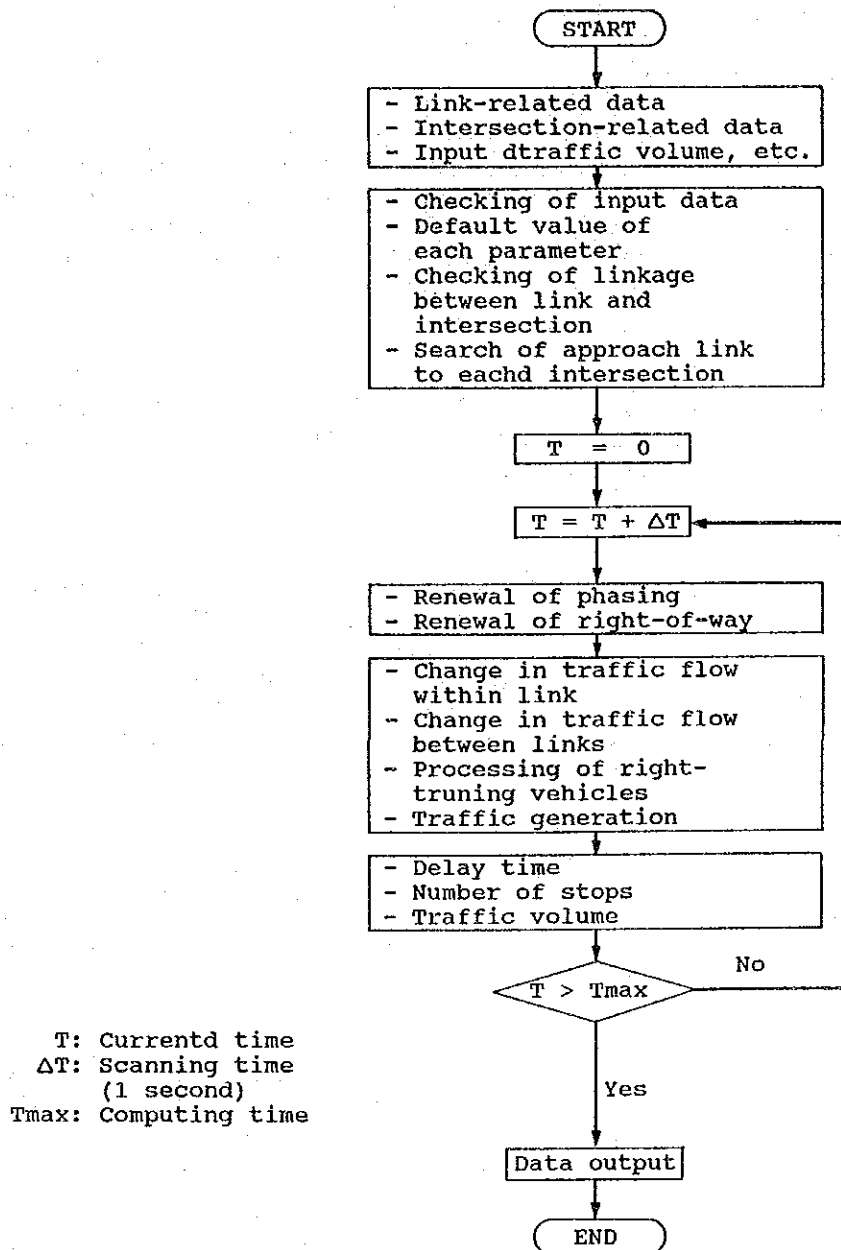 START
- Link-related data
- Intersection-related data
- Input dtraffic volume, etc.
- Checking of input data
- Default value of
each parameter
- Checking of linkage
between link and
intersection
- Search of approach link
to eachd intersection
T = 0
T = T + ΔT
- Renewal of phasing
- Renewal of right-of-way
- Change in traffic flow
within link
- Change in traffic flow
between links
- Processing of right-
truning vehicles
- Traffic generation
- Delay time
- Number of stops
- Traffic volume
No
T > Tmax
T: Currentd time
ΔT: Scanning time
(1 second)
Tmax: Computing time
Yes
Data output
END